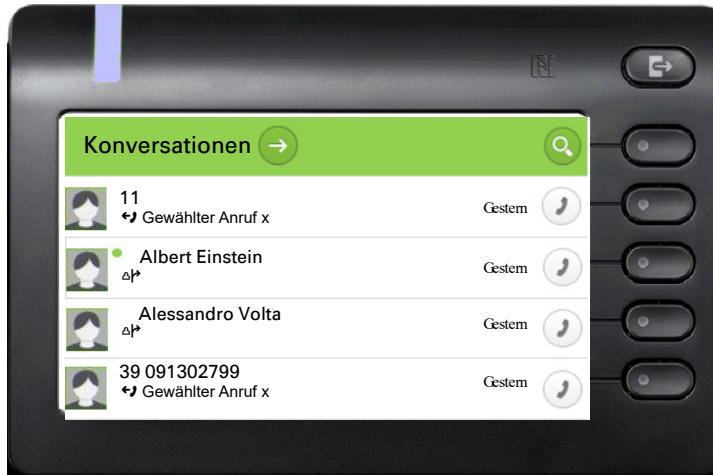 Konversationen
11
Gewählter Anruf x
Gestern
Albert Einstein
Gestern
Alessandro Volta
Gestern
39 091302799
Gewählter Anruf x
Gestern